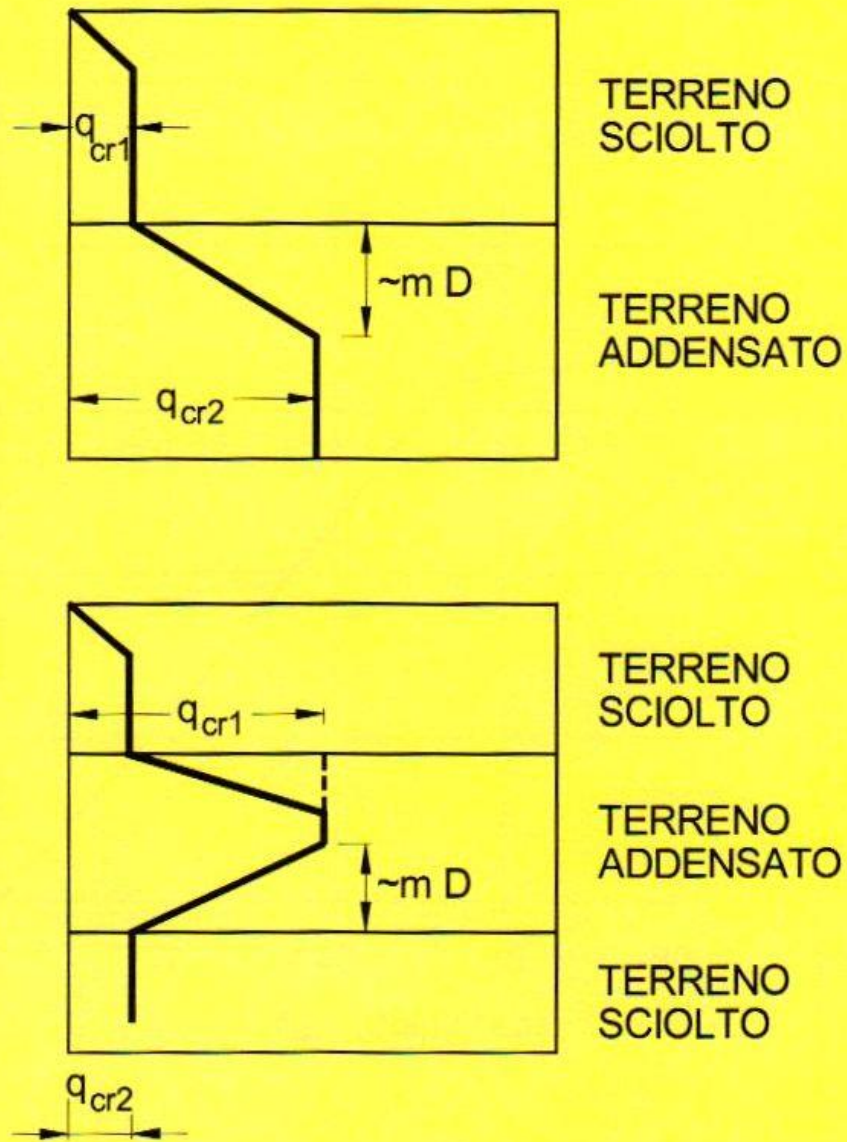 TERRENO
SCIOLTO
q_cr1
~m D
TERRENO
ADDENSATO
q_cr2
TERRENO
SCIOLTO
q_cr1
TERRENO
ADDENSATO
~m D
TERRENO
SCIOLTO
q_cr2